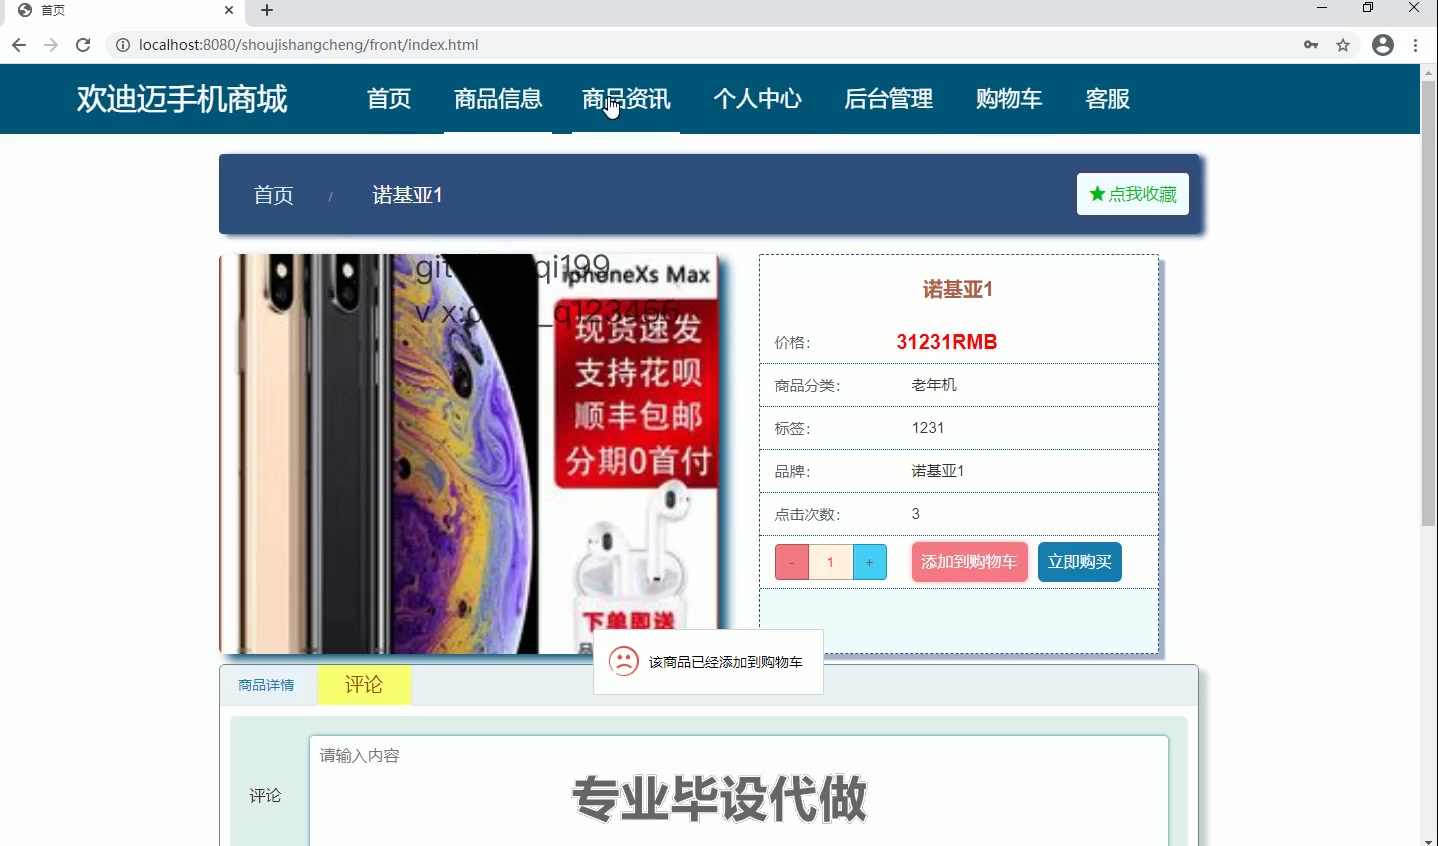 首页
localhost:8080/shoujishangcheng/front/index.html
欢迪迈手机商城 首页 商品信息 商品资讯 个人中心 后台管理 购物车 客服
首页 / 诺基亚1
点我收藏
iphoneXs Max
现货速发
支持花呗
顺丰包邮
分期0首付
下单即送
诺基亚1
价格： 31231RMB
商品分类： 老年机
标签： 1231
品牌： 诺基亚1
点击次数： 3
- 1 + 添加到购物车 立即购买
该商品已经添加到购物车
商品详情 评论
请输入内容
评论
专业毕设代做